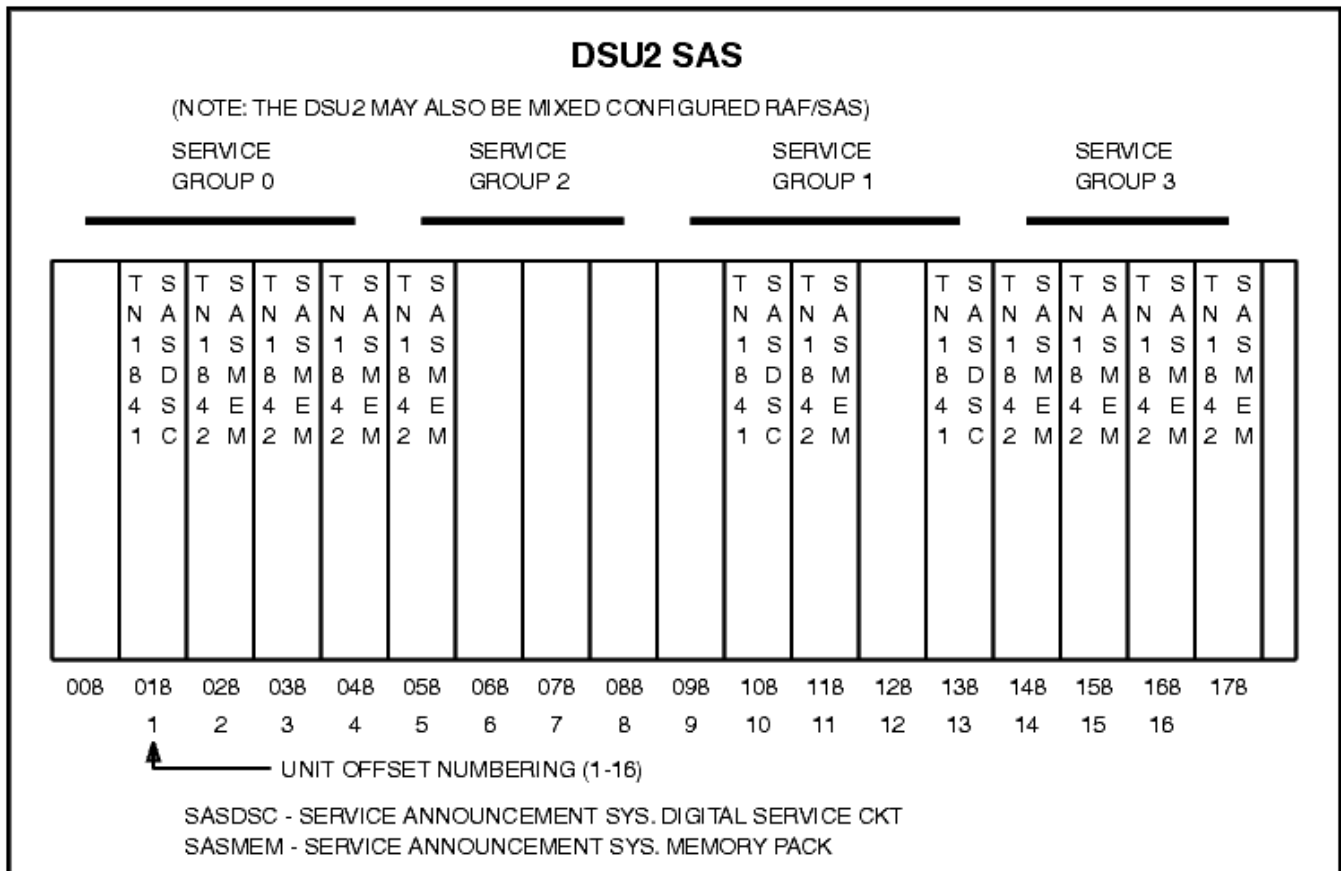 DSU2 SAS
(NOTE: THE DSU2 MAY ALSO BE MIXED CONFIGURED RAF/SAS)
SERVICE GROUP 0
SERVICE GROUP 2
SERVICE GROUP 1
SERVICE GROUP 3
TN1841 SASDSC
TN1842 SASMEM
TN1842 SASMEM
TN1842 SASMEM
TN1842 SASMEM
TN1841 SASDSC
TN1842 SASMEM
TN1841 SASDSC
TN1842 SASMEM
TN1842 SASMEM
TN1842 SASMEM
TN1842 SASMEM
008 018 028 038 048 058 068 078 088 098 108 118 128 138 148 158 168 178
1 2 3 4 5 6 7 8 9 10 11 12 13 14 15 16
UNIT OFFSET NUMBERING (1-16)
SASDSC - SERVICE ANNOUNCEMENT SYS. DIGITAL SERVICE CKT
SASMEM - SERVICE ANNOUNCEMENT SYS. MEMORY PACK